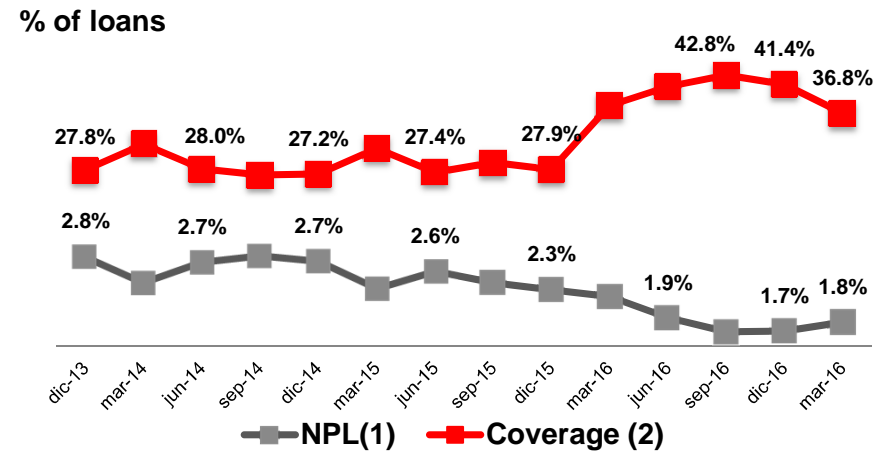 % of loans
42.8%
41.4%
36.8%
27.8%
28.0%
27.2%
27.4%
27.9%
2.8%
2.7%
2.7%
2.6%
2.3%
1.9%
1.7%
1.8%
dic-13
mar-14
jun-14
sep-14
dic-14
mar-15
jun-15
sep-15
dic-15
mar-16
jun-16
sep-16
dic-16
mar-16
NPL(1)
Coverage (2)